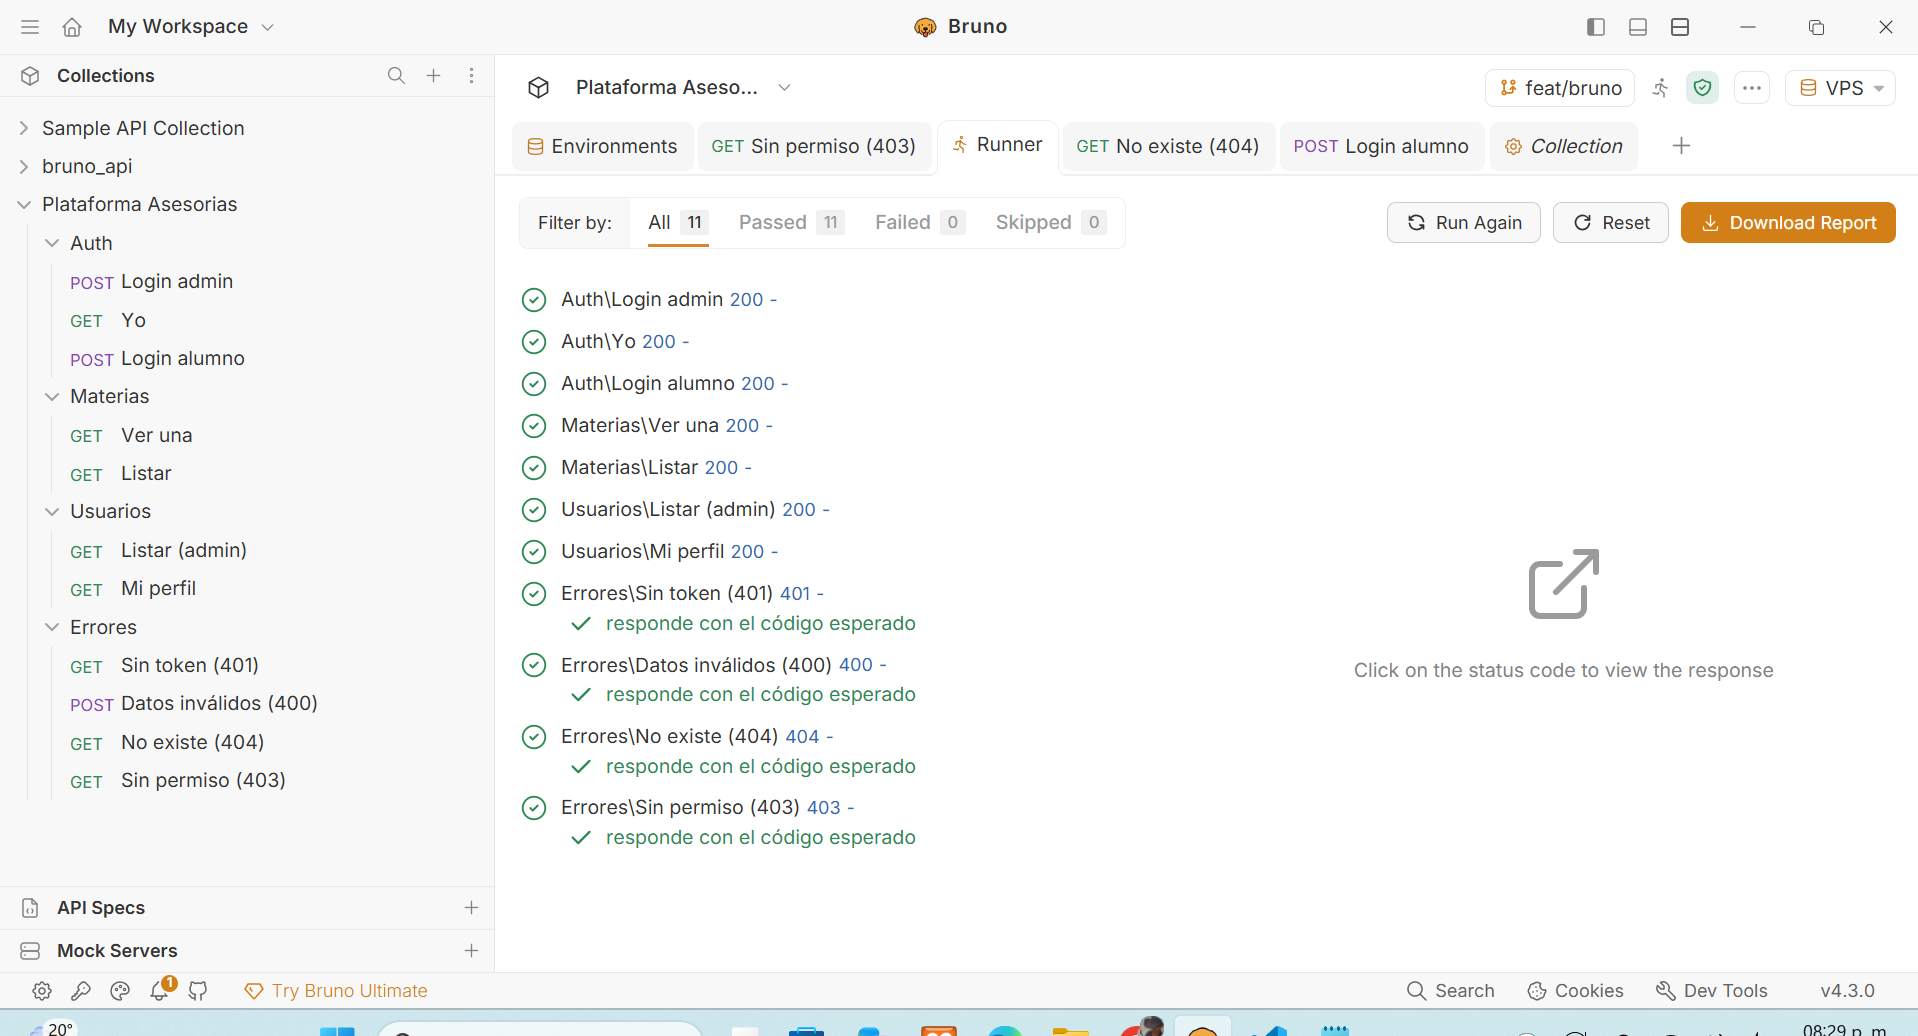 My Workspace
Bruno
Collections
Sample API Collection
bruno_api
Plataforma Asesorias
Auth
POST Login admin
GET Yo
POST Login alumno
Materias
GET Ver una
GET Listar
Usuarios
GET Listar (admin)
GET Mi perfil
Errores
GET Sin token (401)
POST Datos inválidos (400)
GET No existe (404)
GET Sin permiso (403)
API Specs
Mock Servers
Plataforma Aseso...
feat/bruno
VPS
Environments
GET Sin permiso (403)
Runner
GET No existe (404)
POST Login alumno
Collection
Filter by:
All 11
Passed 11
Failed 0
Skipped 0
Run Again
Reset
Download Report
Auth\Login admin 200 -
Auth\Yo 200 -
Auth\Login alumno 200 -
Materias\Ver una 200 -
Materias\Listar 200 -
Usuarios\Listar (admin) 200 -
Usuarios\Mi perfil 200 -
Errores\Sin token (401) 401 -
responde con el código esperado
Errores\Datos inválidos (400) 400 -
responde con el código esperado
Errores\No existe (404) 404 -
responde con el código esperado
Errores\Sin permiso (403) 403 -
responde con el código esperado
Click on the status code to view the response
1
Try Bruno Ultimate
Search
Cookies
Dev Tools
v4.3.0
20°
08:29 p. m.